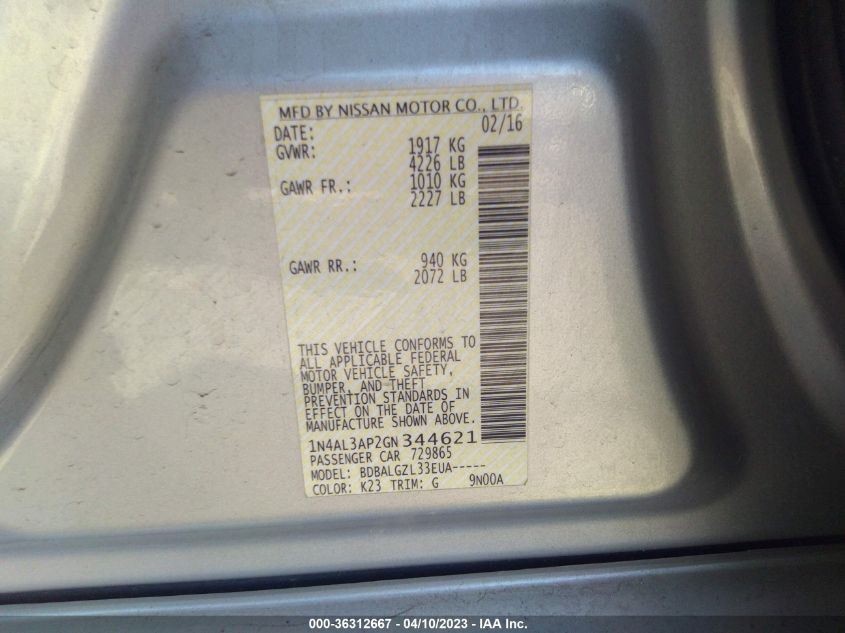 MFD BY NISSAN MOTOR CO., LTD.
DATE: 02/16
GVWR: 1917 KG
4226 LB
GAWR FR.: 1010 KG
2227 LB
GAWR RR.: 940 KG
2072 LB
THIS VEHICLE CONFORMS TO
ALL APPLICABLE FEDERAL
MOTOR VEHICLE SAFETY,
BUMPER, AND THEFT
PREVENTION STANDARDS IN
EFFECT ON THE DATE OF
MANUFACTURE SHOWN ABOVE.
1N4AL3AP2GN344621
PASSENGER CAR 729865
MODEL: BDBALGZL33EUA-----
COLOR: K23 TRIM: G 9N00A
000-36312667 - 04/10/2023 - IAA Inc.